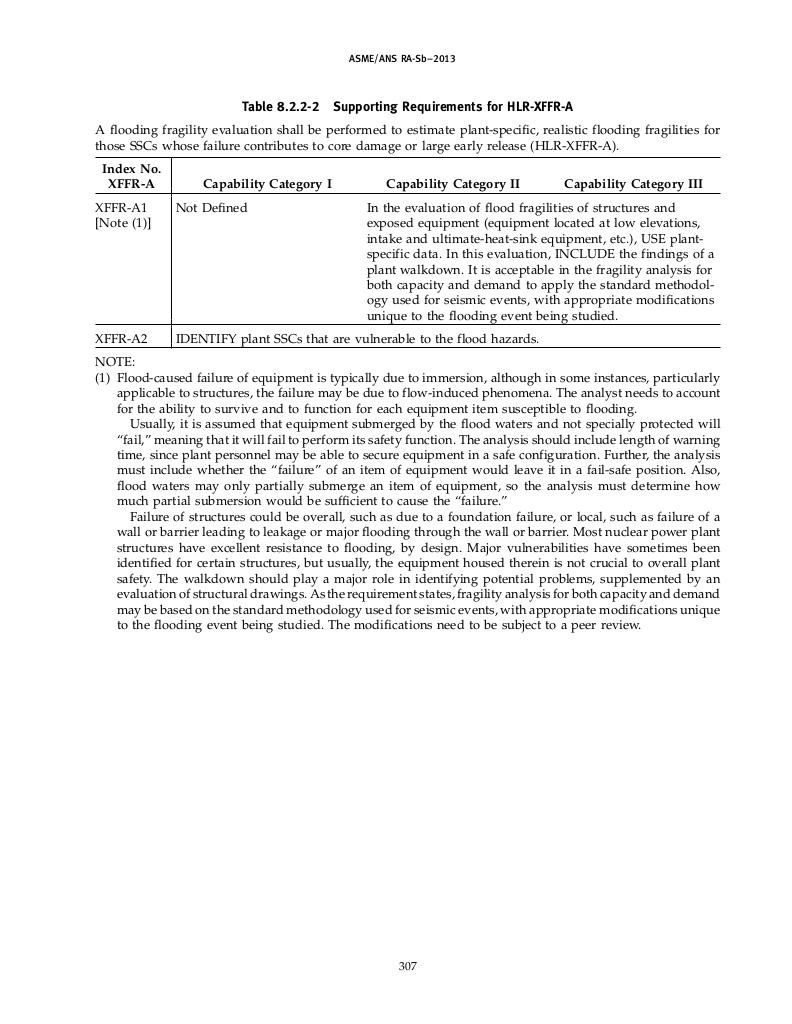 ASME/ANS RA-Sb–2013
Table 8.2.2-2 Supporting Requirements for HLR-XFFR-A
A flooding fragility evaluation shall be performed to estimate plant-specific, realistic flooding fragilities for
those SSCs whose failure contributes to core damage or large early release (HLR-XFFR-A).
Index No.
XFFR-A Capability Category I Capability Category II Capability Category III
XFFR-A1 Not Defined In the evaluation of flood fragilities of structures and
[Note (1)] exposed equipment (equipment located at low elevations,
intake and ultimate-heat-sink equipment, etc.), USE plant-
specific data. In this evaluation, INCLUDE the findings of a
plant walkdown. It is acceptable in the fragility analysis for
both capacity and demand to apply the standard methodol-
ogy used for seismic events, with appropriate modifications
unique to the flooding event being studied.
XFFR-A2 IDENTIFY plant SSCs that are vulnerable to the flood hazards.
NOTE:
(1) Flood-caused failure of equipment is typically due to immersion, although in some instances, particularly
applicable to structures, the failure may be due to flow-induced phenomena. The analyst needs to account
for the ability to survive and to function for each equipment item susceptible to flooding.
Usually, it is assumed that equipment submerged by the flood waters and not specially protected will
“fail,” meaning that it will fail to perform its safety function. The analysis should include length of warning
time, since plant personnel may be able to secure equipment in a safe configuration. Further, the analysis
must include whether the “failure” of an item of equipment would leave it in a fail-safe position. Also,
flood waters may only partially submerge an item of equipment, so the analysis must determine how
much partial submersion would be sufficient to cause the “failure.”
Failure of structures could be overall, such as due to a foundation failure, or local, such as failure of a
wall or barrier leading to leakage or major flooding through the wall or barrier. Most nuclear power plant
structures have excellent resistance to flooding, by design. Major vulnerabilities have sometimes been
identified for certain structures, but usually, the equipment housed therein is not crucial to overall plant
safety. The walkdown should play a major role in identifying potential problems, supplemented by an
evaluation of structural drawings. As the requirement states, fragility analysis for both capacity and demand
may be based on the standard methodology used for seismic events, with appropriate modifications unique
to the flooding event being studied. The modifications need to be subject to a peer review.
307